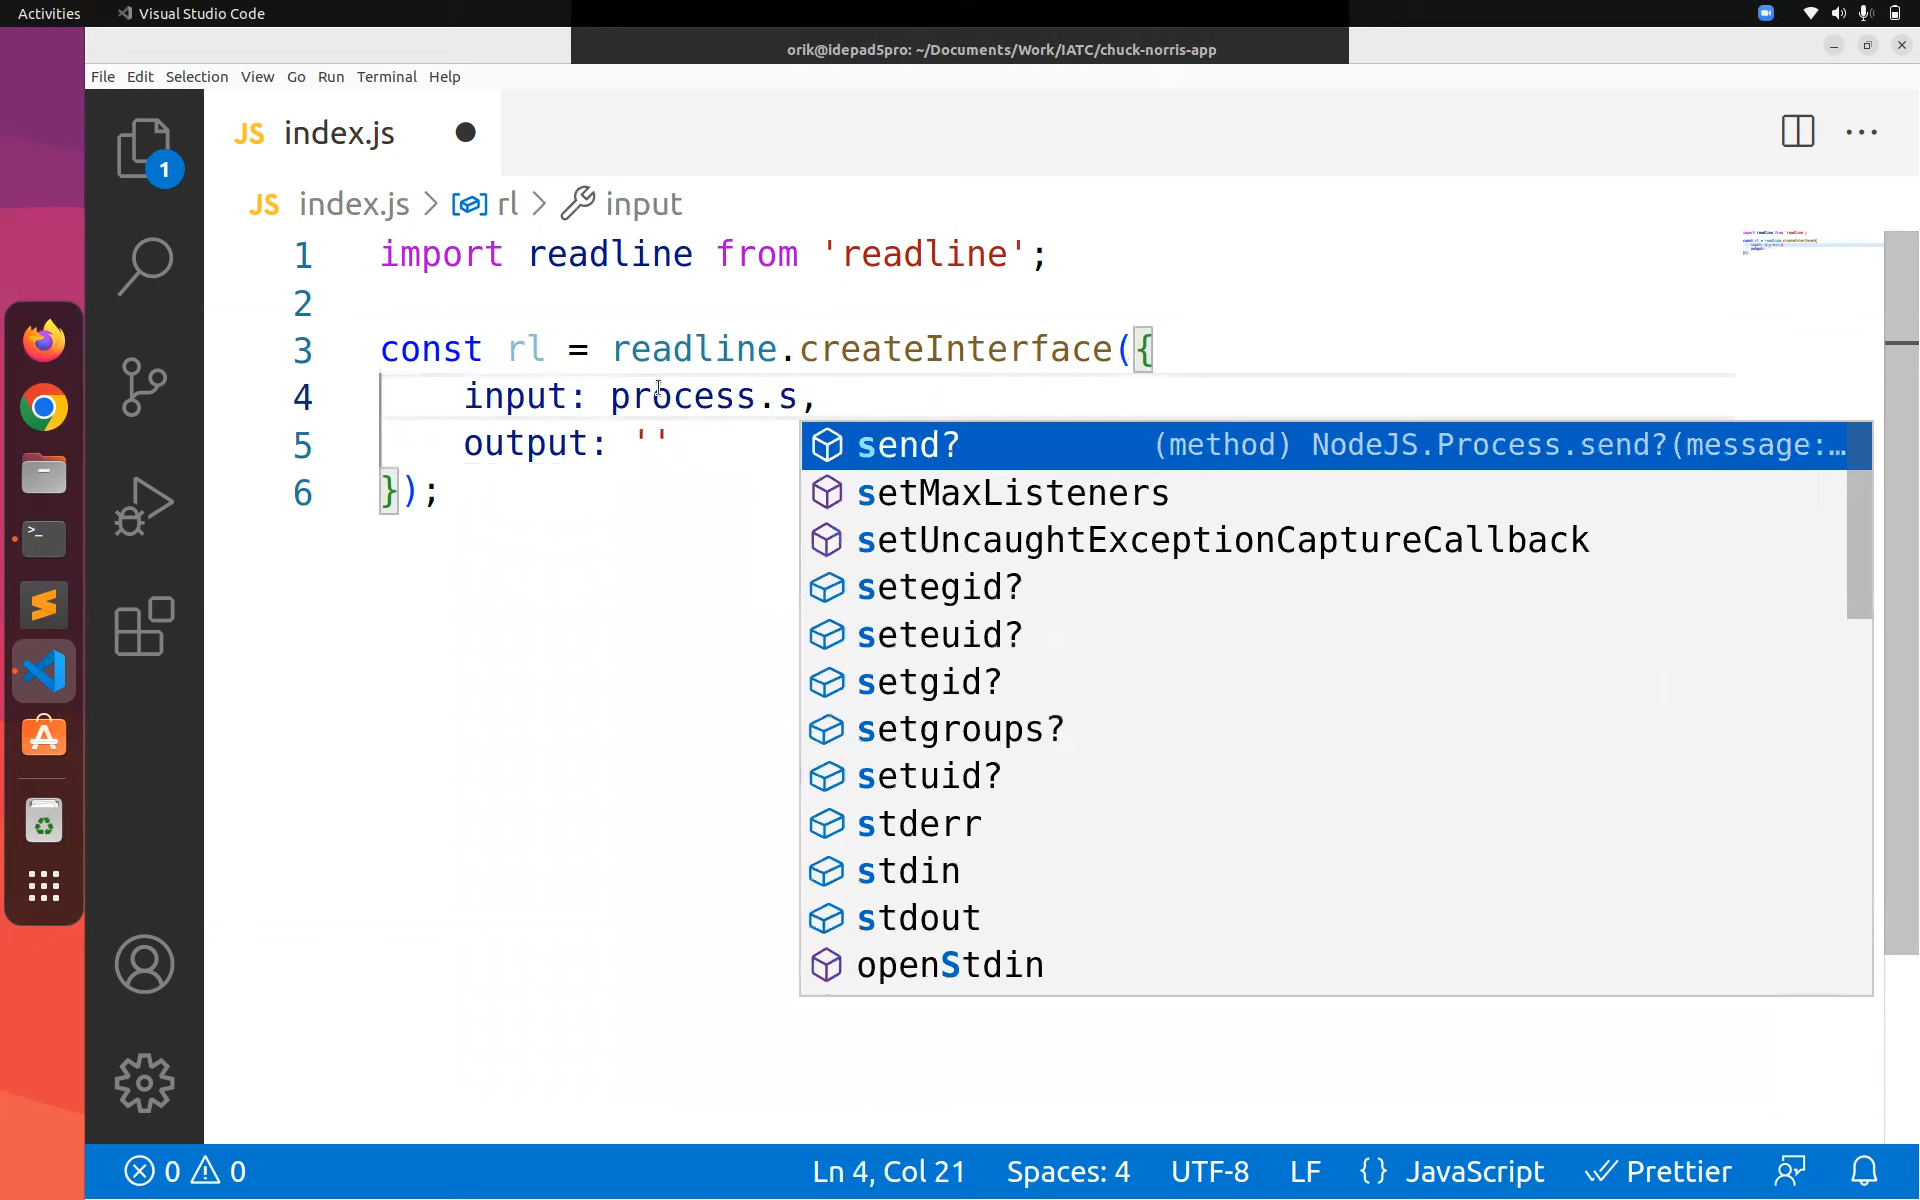 Activities
Visual Studio Code
orik@idepad5pro: ~/Documents/Work/IATC/chuck-norris-app
File Edit Selection View Go Run Terminal Help
1
JS index.js
JS index.js > rl > input
1 import readline from 'readline';
2
3 const rl = readline.createInterface({
4 input: process.s,
5 output: ''
6 });
send? (method) NodeJS.Process.send?(message:…
setMaxListeners
setUncaughtExceptionCaptureCallback
setegid?
seteuid?
setgid?
setgroups?
setuid?
stderr
stdin
stdout
openStdin
0 0 Ln 4, Col 21 Spaces: 4 UTF-8 LF {} JavaScript Prettier